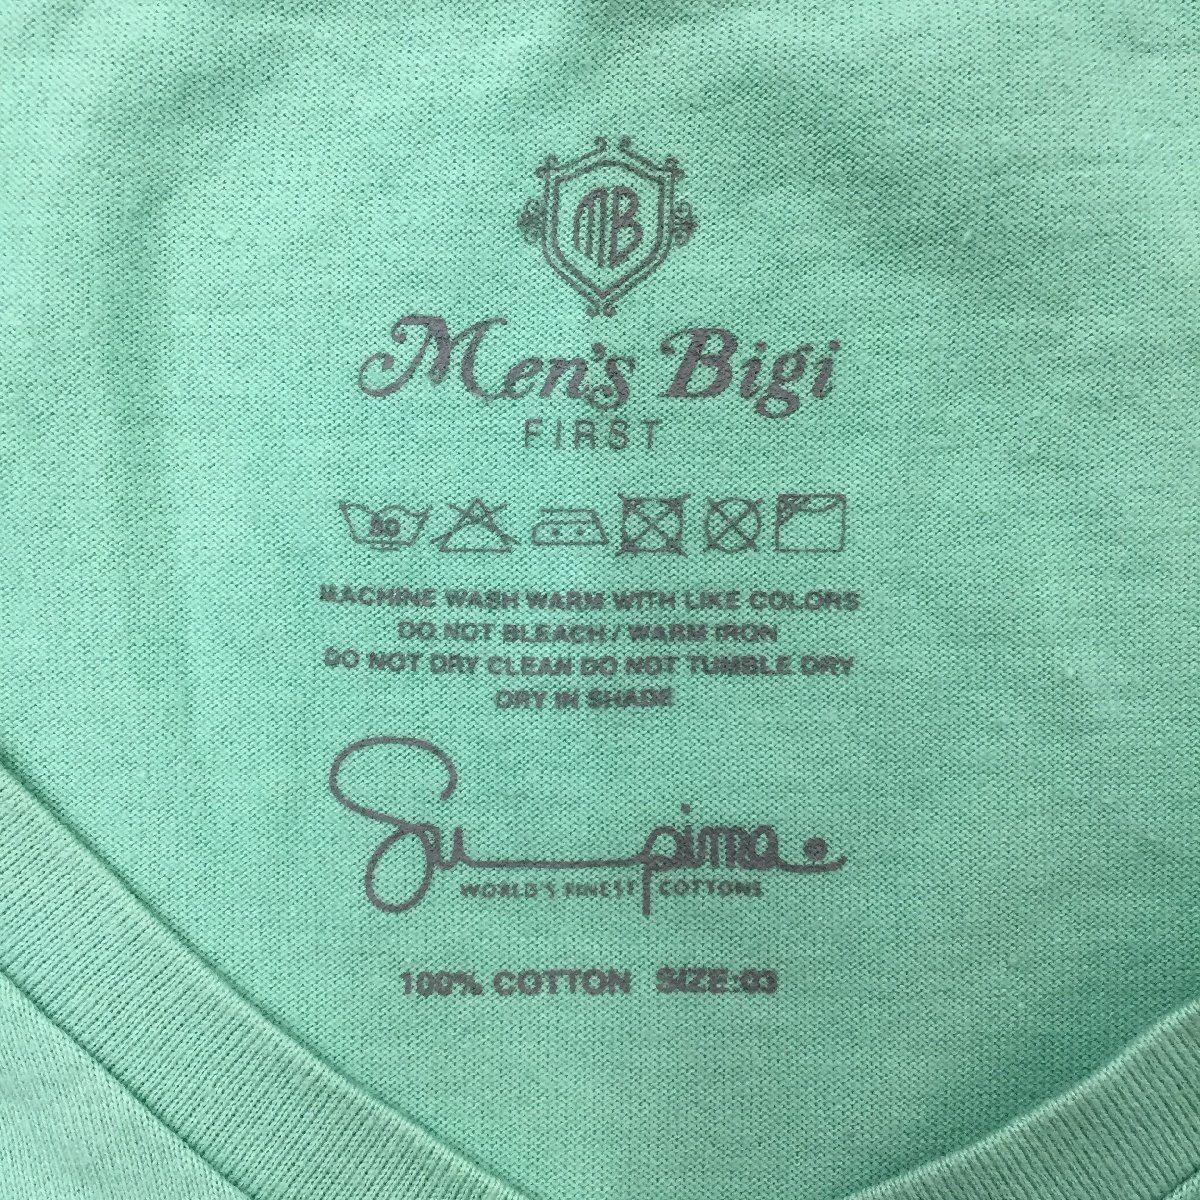 MB
Men's Bigi
FIRST
MACHINE WASH WARM WITH LIKE COLORS
DO NOT BLEACH/WARM IRON
DO NOT DRY CLEAN DO NOT TUMBLE DRY
DRY IN SHADE
Supima®
WORLD'S FINEST COTTONS
100% COTTON SIZE:03